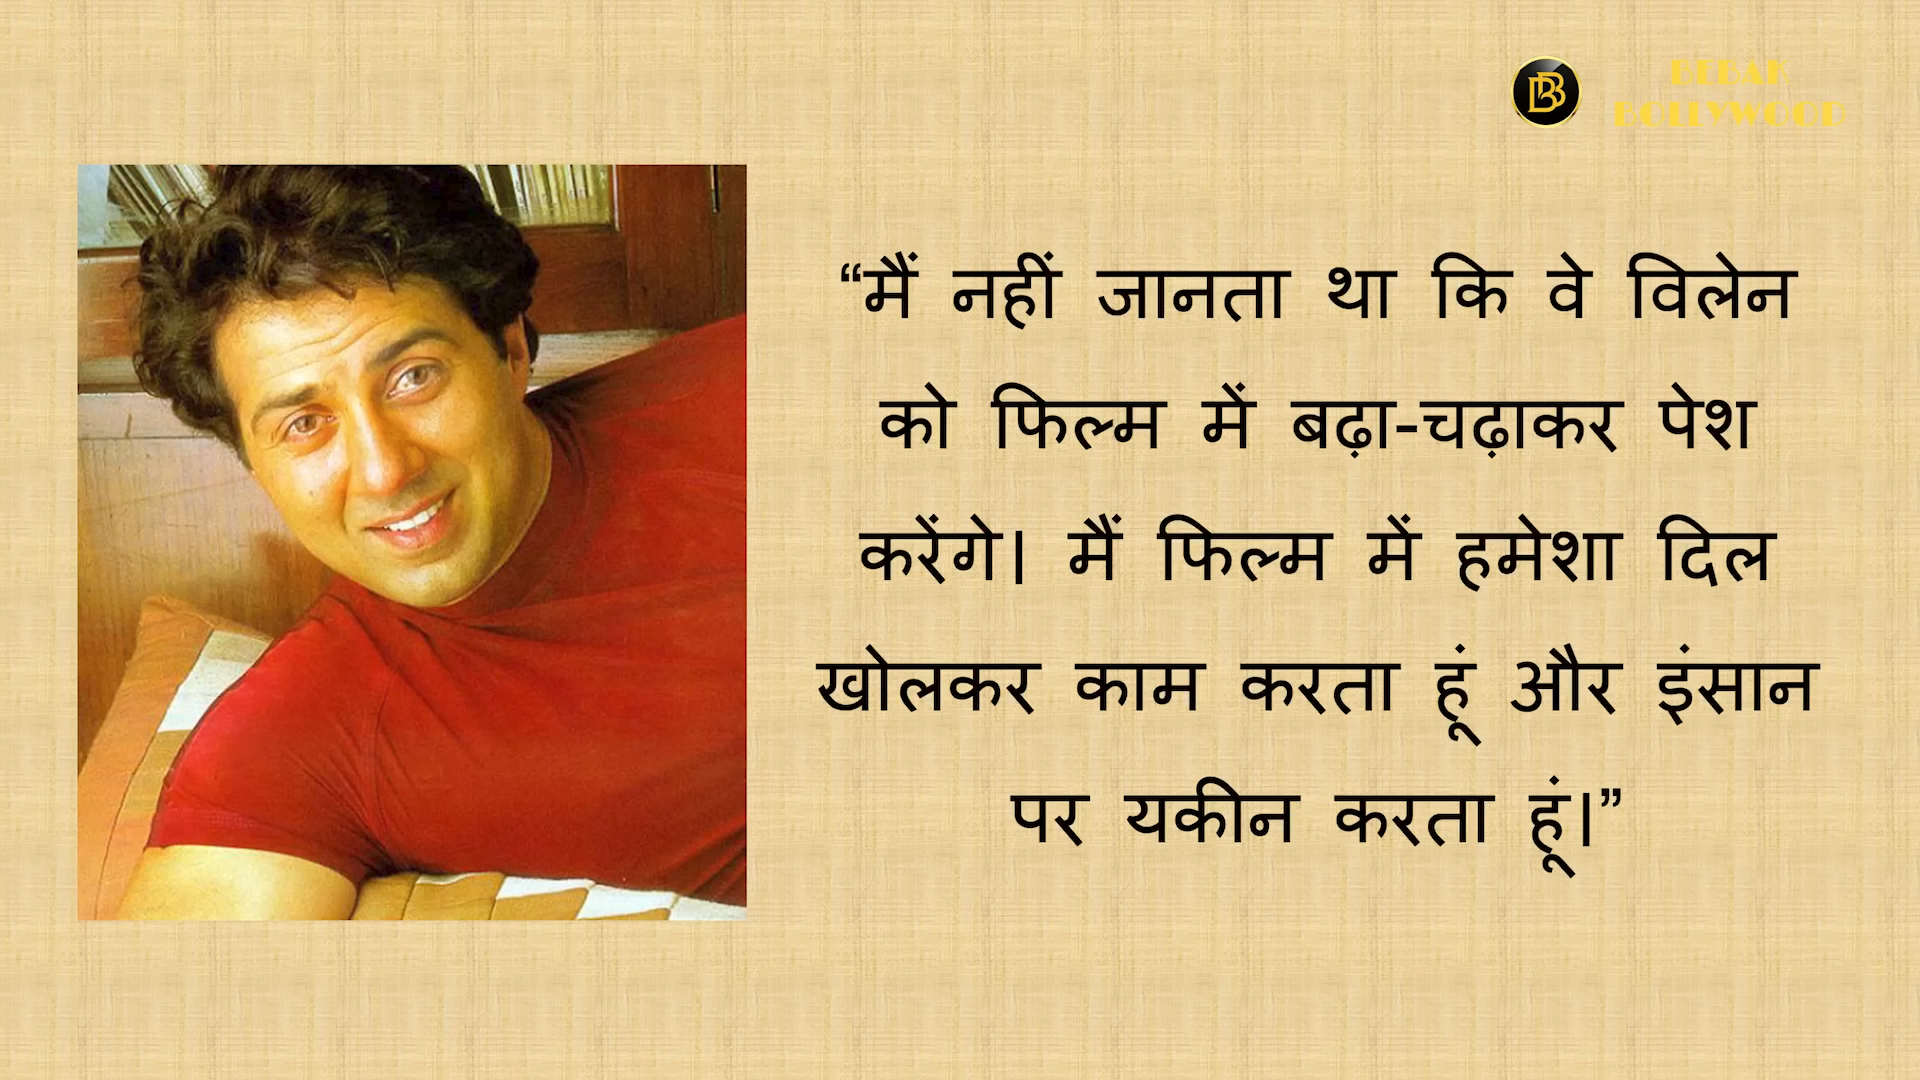 BEBAK
BOLLYWOOD
“मैं नहीं जानता था कि वे विलेन
को फिल्म में बढ़ा-चढ़ाकर पेश
करेंगे। मैं फिल्म में हमेशा दिल
खोलकर काम करता हूं और इंसान
पर यकीन करता हूं।”